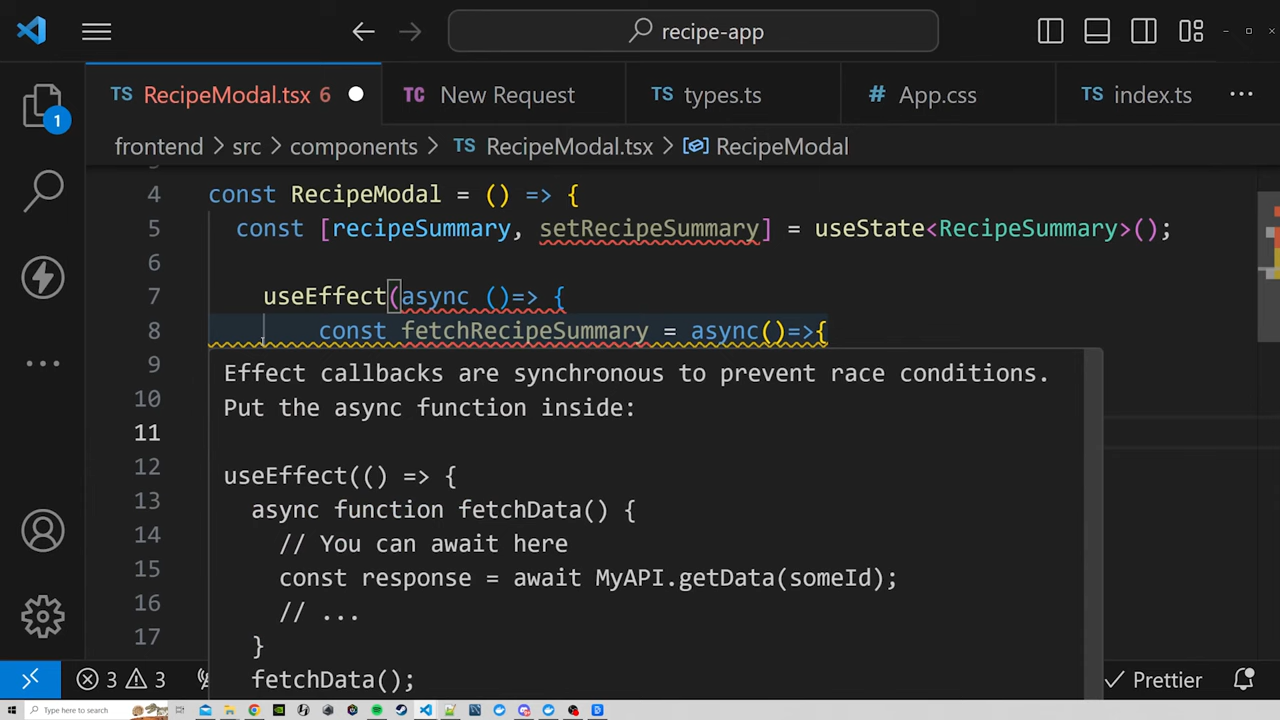 recipe-app
TS RecipeModal.tsx 6
TC New Request
TS types.ts
# App.css
TS index.ts
frontend > src > components > TS RecipeModal.tsx > RecipeModal
1
4 const RecipeModal = () => {
5 const [recipeSummary, setRecipeSummary] = useState<RecipeSummary>();
6
7 useEffect(async ()=> {
8 const fetchRecipeSummary = async()=>{
9
10
11
12
13
14
15
16
17
Effect callbacks are synchronous to prevent race conditions.
Put the async function inside:
useEffect(() => {
async function fetchData() {
// You can await here
const response = await MyAPI.getData(someId);
// ...
}
fetchData();
3 3
Prettier
Type here to search